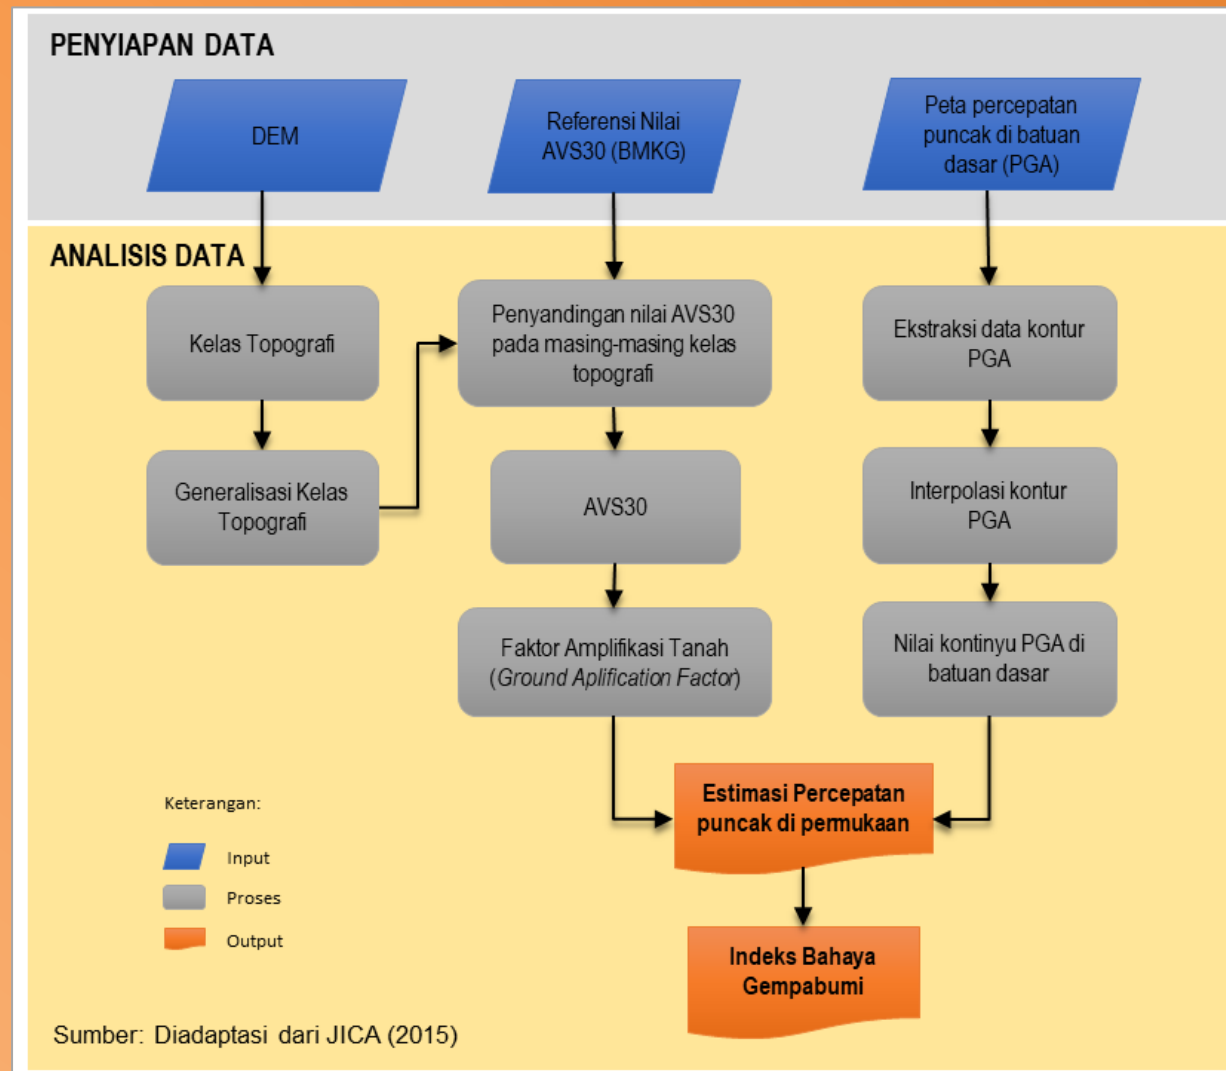 PENYIAPAN DATA
DEM
Referensi Nilai
AVS30 (BMKG)
Peta percepatan
puncak di batuan
dasar (PGA)
ANALISIS DATA
Kelas Topografi
Penyandingan nilai AVS30
pada masing-masing kelas
topografi
Ekstraksi data kontur
PGA
Generalisasi Kelas
Topografi
AVS30
Interpolasi kontur
PGA
Faktor Amplifikasi Tanah
(Ground Aplification Factor)
Nilai kontinyu PGA di
batuan dasar
Estimasi Percepatan
puncak di permukaan
Indeks Bahaya
Gempabumi
Keterangan:
Input
Proses
Output
Sumber: Diadaptasi dari JICA (2015)